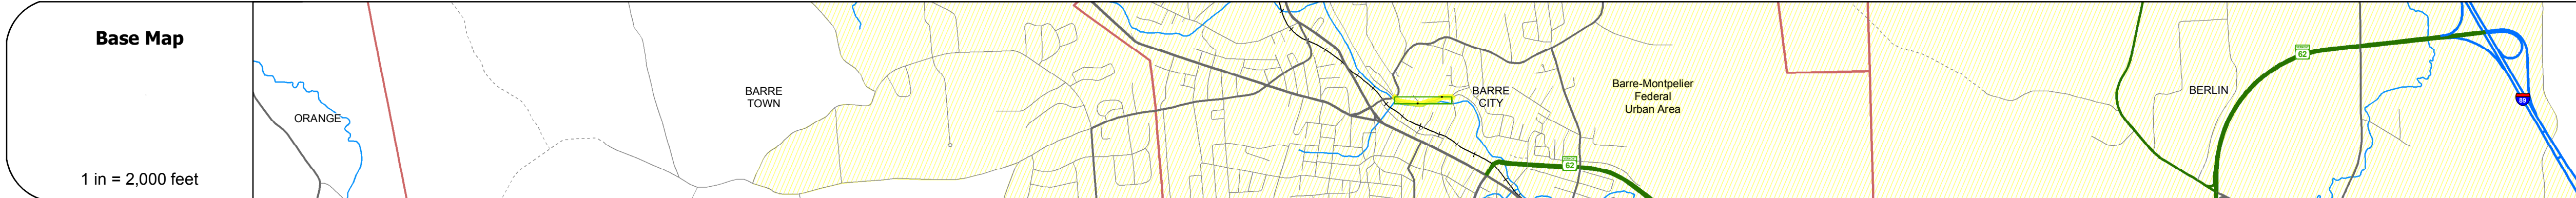 Base Map
1 in = 2,000 feet
ORANGE
BARRE
TOWN
BARRE
CITY
62
Barre-Montpelier
Federal
Urban Area
BERLIN
62
89